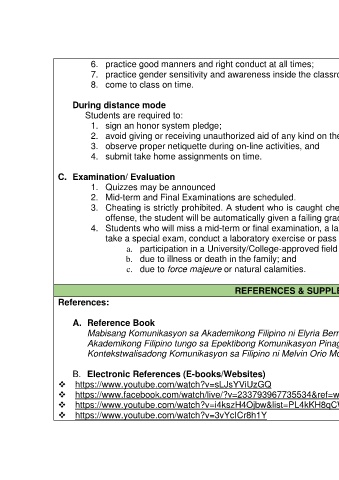 6. practice good manners and right conduct at all times;
7. practice gender sensitivity and awareness inside the
8. come to class on time.
During distance mode
Students are required to:
1. sign an honor system pledge;
2. avoid giving or receiving unauthorized aid of any kind on
3. observe proper netiquette during on-line activities, and
4. submit take home assignments on time.
C. Examination/ Evaluation
1. Quizzes may be announced
2. Mid-term and Final Examinations are scheduled.
3. Cheating is strictly prohibited. A student who is caught
offense, the student will be automatically given a failing
4. Students who will miss a mid-term or final examination, a
take a special exam, conduct a laboratory exercise or pass
a. participation in a University/College-approved field
b. due to illness or death in the family; and
c. due to force majeure or natural calamities.
REFERENCES &
References:
A. Reference Book
Mabisang Komunikasyon sa Akademikong Filipino ni Elyria
Akademikong Filipino tungo sa Epektibong Komunikasyon
Kontekstwalisadong Komunikasyon sa Filipino ni Melvin Orio
B. Electronic References (E-books/Websites)
❖ https://www.youtube.com/watch?v=sLJsYViUzGQ
❖ https://www.facebook.com/watch/live/?v=233793967735534&ref=w
❖ https://www.youtube.com/watch?v=i4kszH4Ojbw&list=PL4kKH8qC
❖ https://www.youtube.com/watch?v=3vYcICr8h1Y